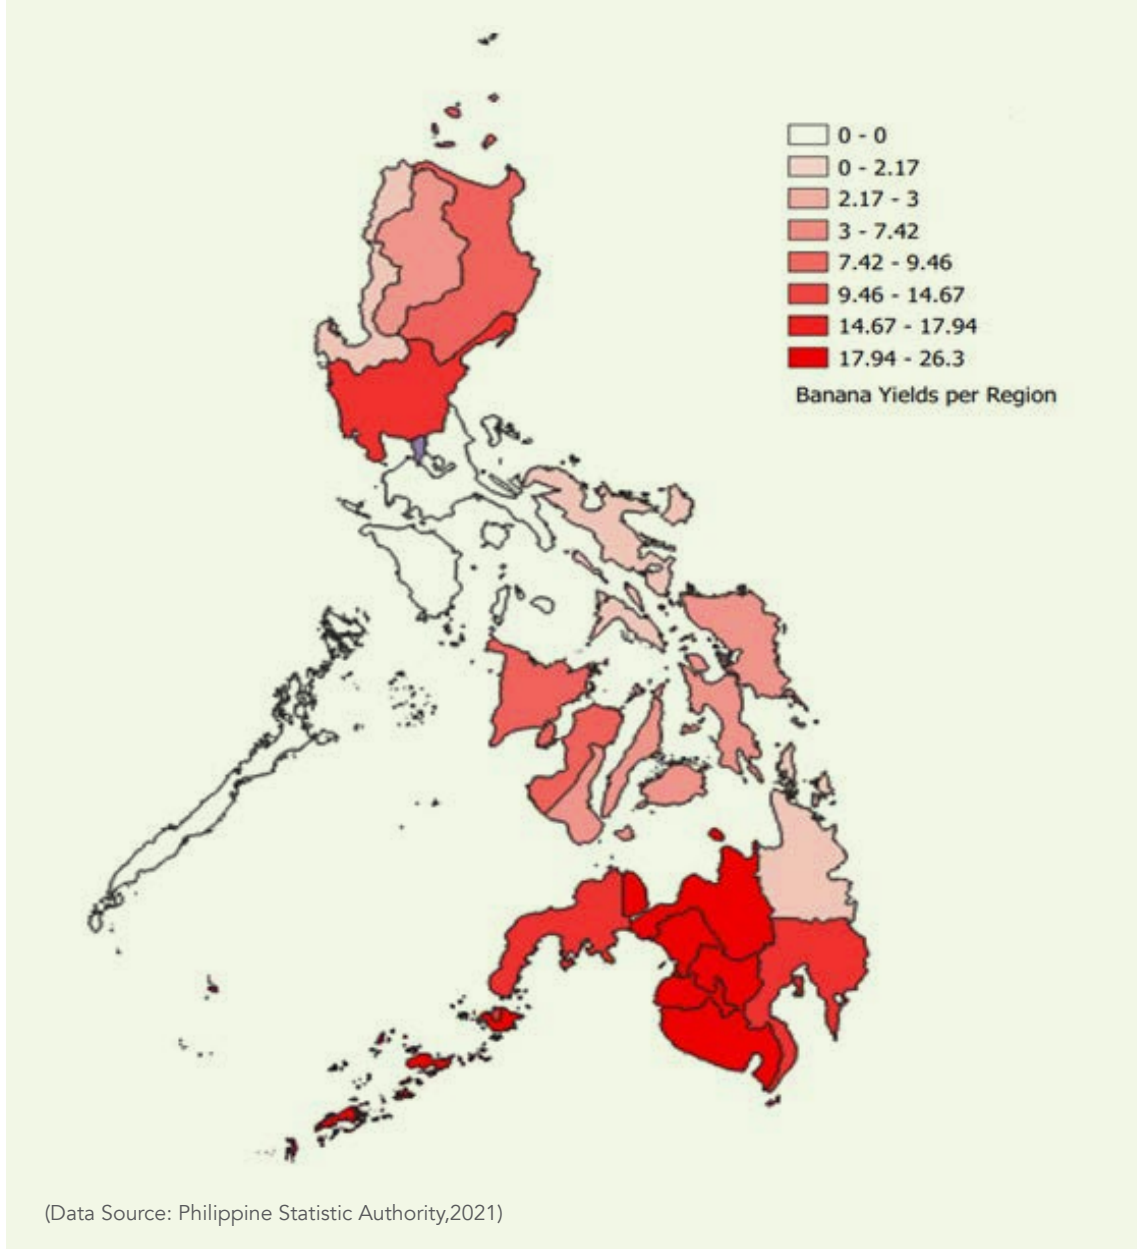 0 - 0
0 - 2.17
2.17 - 3
3 - 7.42
7.42 - 9.46
9.46 - 14.67
14.67 - 17.94
17.94 - 26.3
Banana Yields per Region
(Data Source: Philippine Statistic Authority,2021)